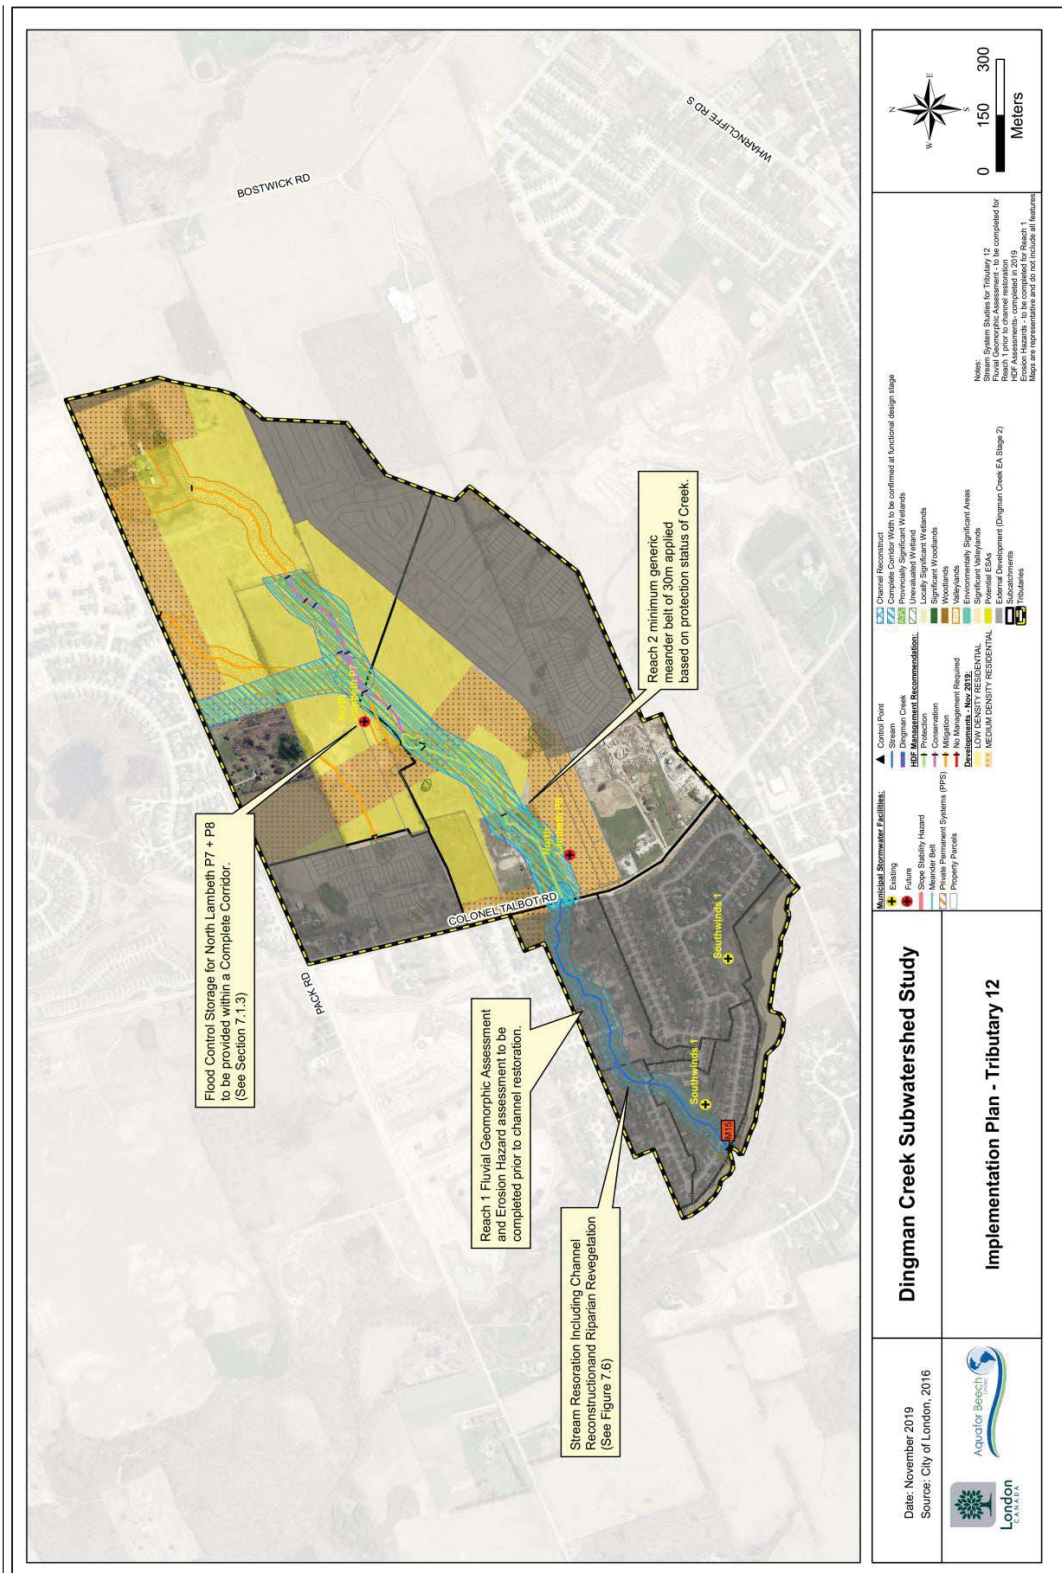 Flood Control Storage for North Lambeth P7 + P8
to be provided within a Complete Corridor.
(See Section 7.1.3)
Reach 1 Fluvial Geomorphic Assessment
and Erosion Hazard assessment to be
completed prior to channel restoration.
Stream Resoration Including Channel
Reconstructionand Riparian Revegetation
(See Figure 7.6)
Reach 2 minimum generic
meander belt of 30m applied
based on protection status of Creek.
PACK RD
COLONEL TALBOT RD
BOSTWICK RD
WHARNCLIFFE RD S
North
North
Southwinds 1
Southwinds 1
M15
Date: November 2019
Source: City of London, 2016
London
CANADA
Aquafor Beech
Dingman Creek Subwatershed Study
Implementation Plan - Tributary 12
Municipal Stormwater Facilities:
Existing
Future
Slope Stability Hazard
Meander Belt
Private Permanent Systems (PPS)
Property Parcels
Control Point
Stream
Dingman Creek
HDF Management Recommendation:
Protection
Conservation
Mitigation
No Management Required
Developments - Nov 2019:
LOW DENSITY RESIDENTIAL
MEDIUM DENSITY RESIDENTIAL
Channel Reconstruct
Complete Corridor Width to be confirmed at functional design stage
Provincially Significant Wetlands
Unevaluated Wetland
Locally Significant Wetlands
Significant Woodlands
Woodlands
Valleylands
Environmentally Significant Areas
Significant Valleylands
Potential ESAs
External Development (Dingman Creek EA Stage 2)
Subcatchments
Tributaries
Notes:
Stream System Studies for Tributary 12
Fluvial Geomorphic Assessment - to be completed for
Reach 1 prior to channel restoration
HDF Assessments- completed in 2019
Erosion Hazards - to be completed for Reach 1
Maps are representative and do not include all features
N
W
E
S
0 150 300
Meters